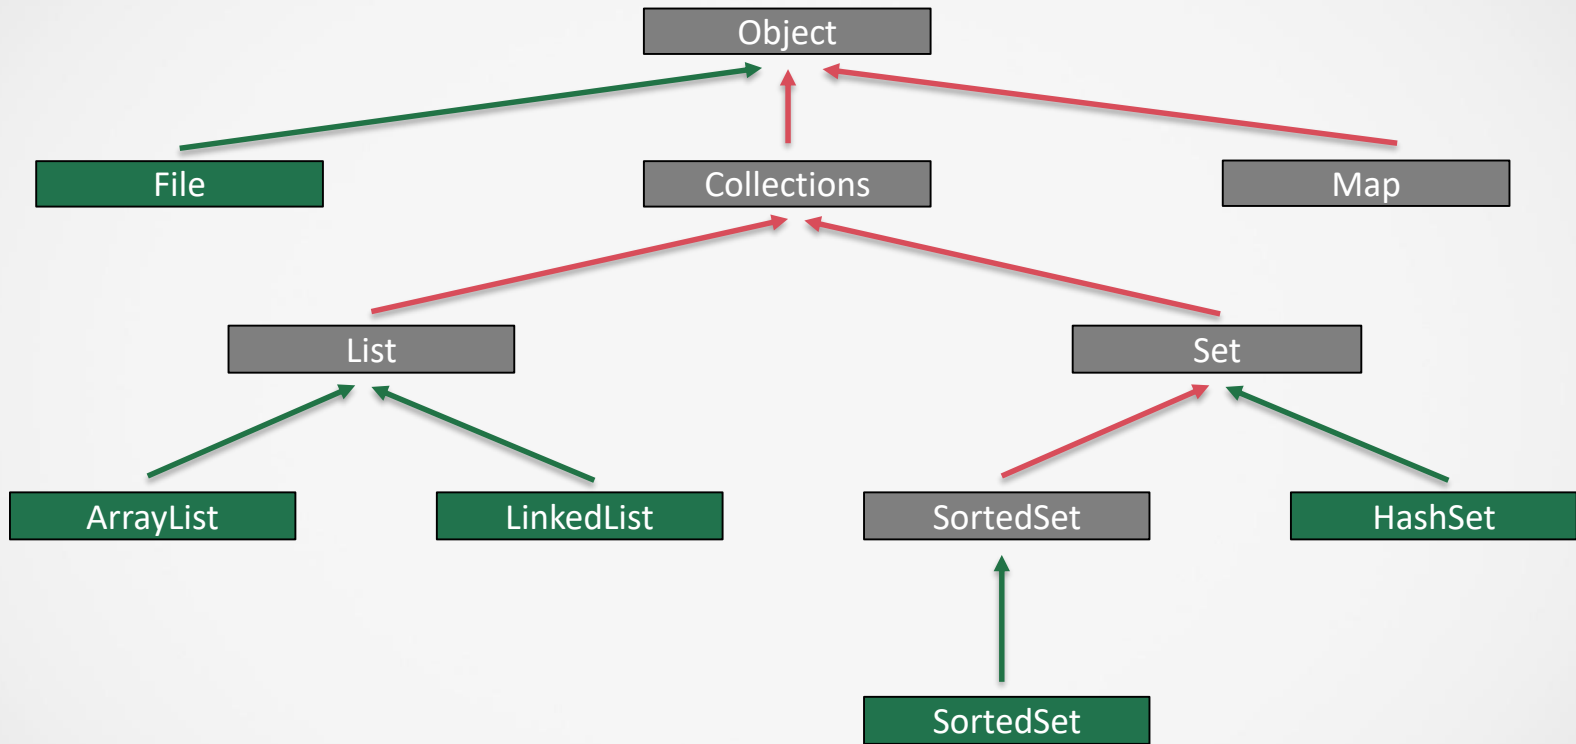 Object
File
Collections
Map
List
Set
ArrayList
LinkedList
SortedSet
HashSet
SortedSet